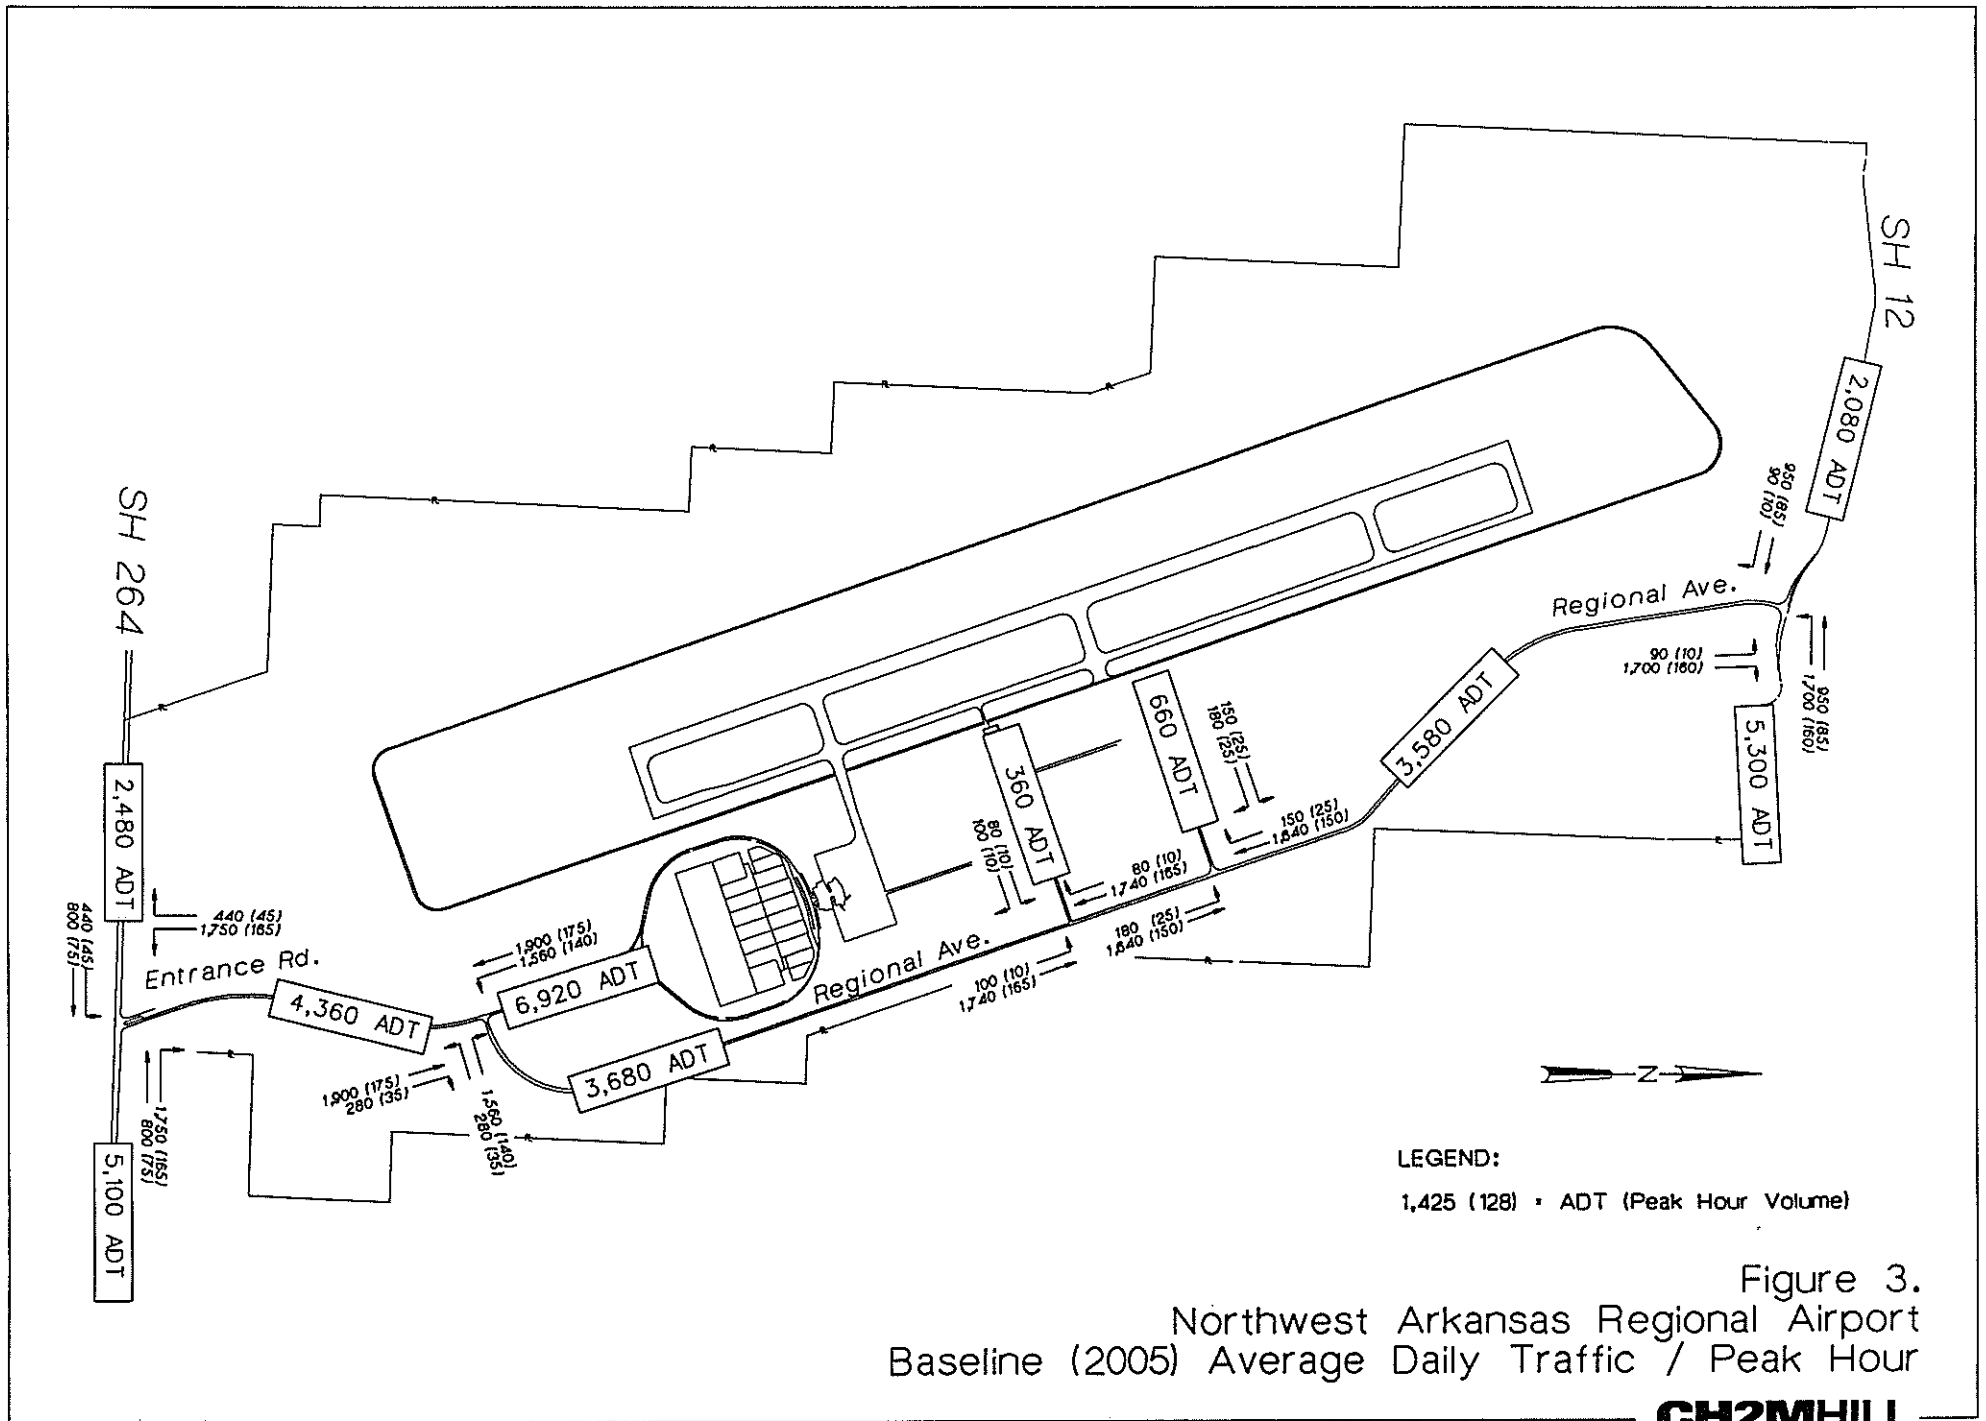 SH 12
2,080 ADT
950 (85)
90 (10)
Regional Ave.
90 (10)
1,700 (160)
950 (85)
1,700 (160)
5,300 ADT
3,580 ADT
660 ADT
150 (25)
180 (25)
150 (25)
1,640 (150)
360 ADT
80 (10)
100 (10)
80 (10)
1,740 (165)
180 (25)
1,640 (150)
100 (10)
1,740 (165)
Regional Ave.
SH 264
2,480 ADT
440 (45)
800 (75)
440 (45)
1,750 (165)
Entrance Rd.
4,360 ADT
1,900 (175)
1,560 (140)
6,920 ADT
3,680 ADT
1,900 (175)
280 (35)
1,560 (140)
280 (35)
1,750 (165)
800 (75)
5,100 ADT
N
LEGEND:
1,425 (128) = ADT (Peak Hour Volume)
Figure 3.
Northwest Arkansas Regional Airport
Baseline (2005) Average Daily Traffic / Peak Hour
CH2MHILL